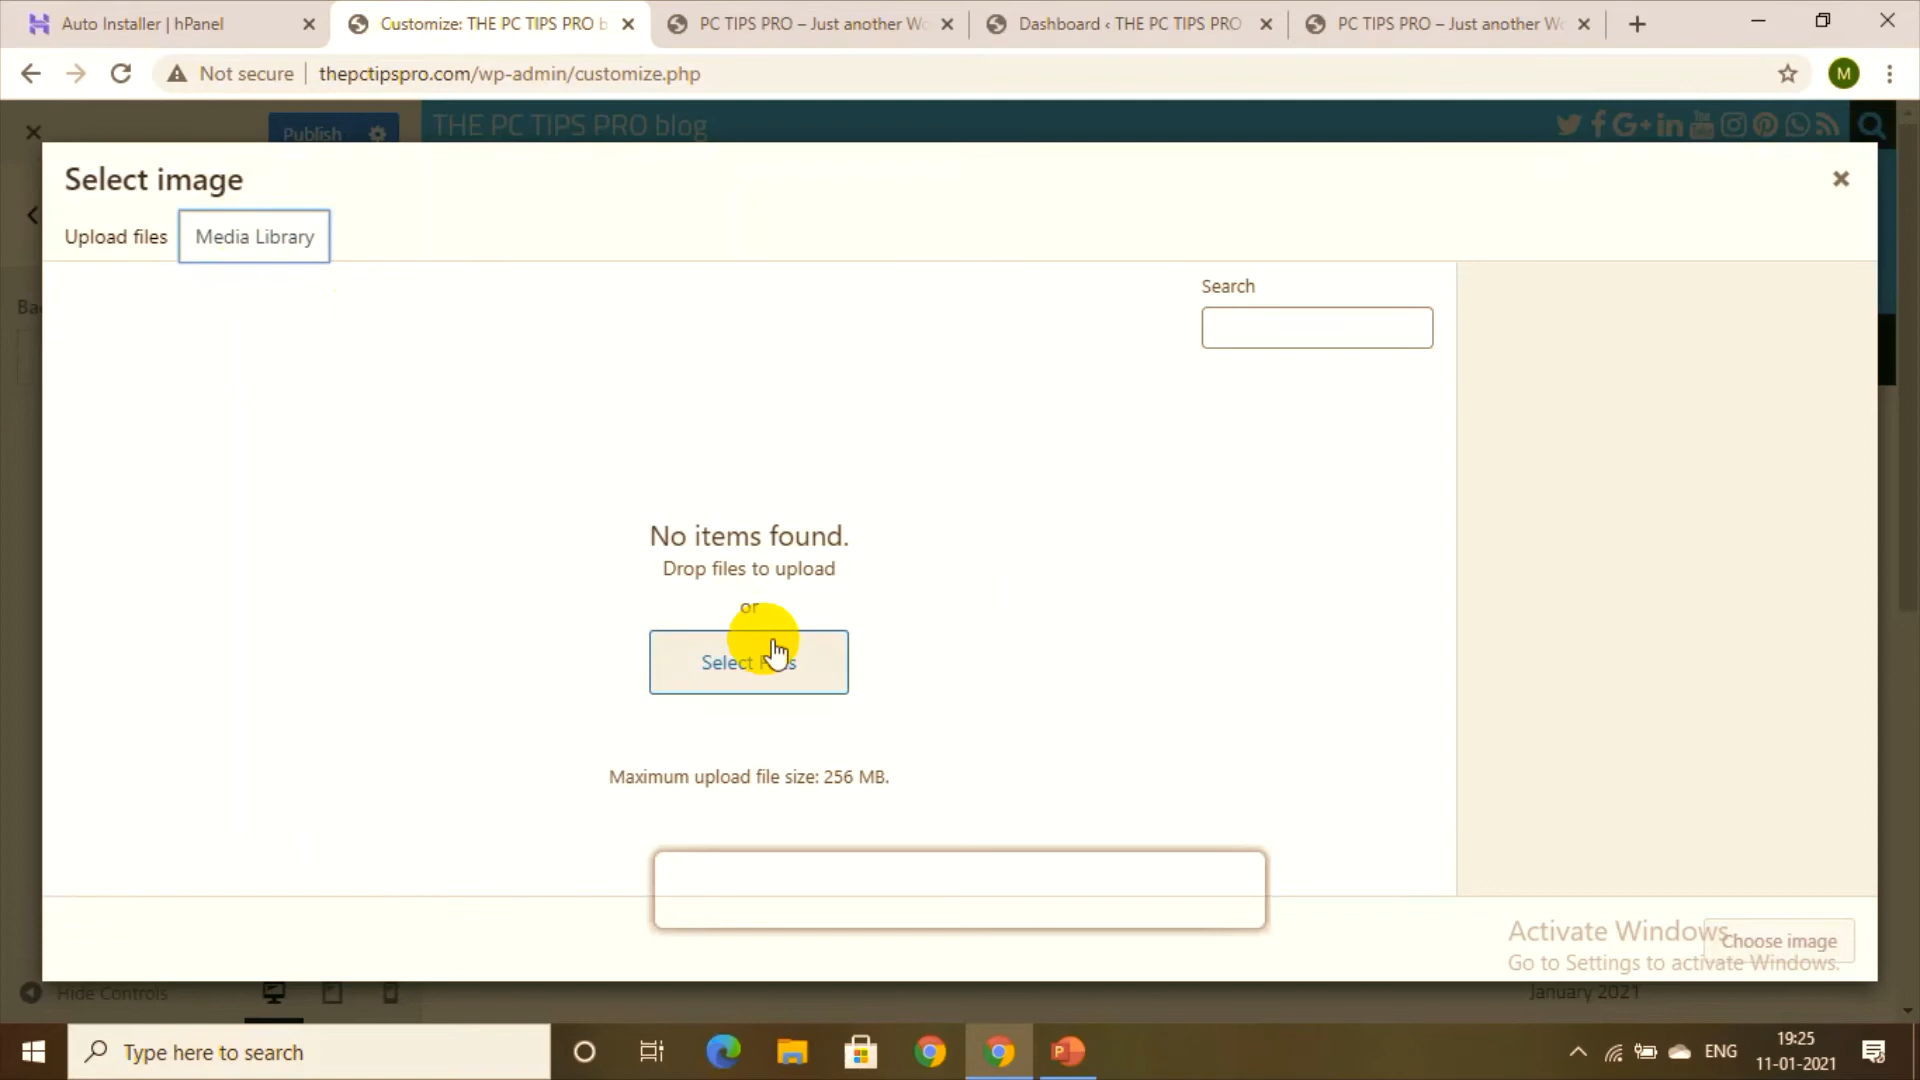 Auto Installer | hPanel
Customize: THE PC TIPS PRO b
PC TIPS PRO – Just another Wo
Dashboard ‹ THE PC TIPS PRO
PC TIPS PRO – Just another Wo
Not secure
thepctipspro.com/wp-admin/customize.php
M
Publish
THE PC TIPS PRO blog
Select image
Upload files
Media Library
Search
No items found.
Drop files to upload
or
Select
Maximum upload file size: 256 MB.
Activate Windows
Choose image
Go to Settings to activate Windows.
Hide Controls
January 2021
Type here to search
ENG
19:25
11-01-2021